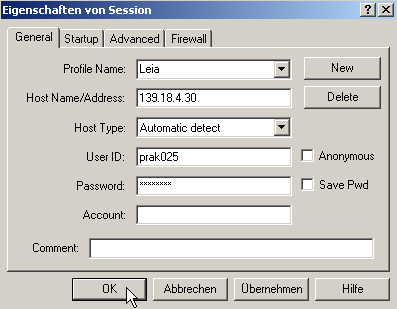 Eigenschaften von Session ? ×
General Startup Advanced Firewall
Profile Name: Leia New
Host Name/Address: 139.18.4.30 Delete
Host Type: Automatic detect
User ID: prak025 Anonymous
Password: ******** Save Pwd
Account:
Comment:
OK Abbrechen Übernehmen Hilfe